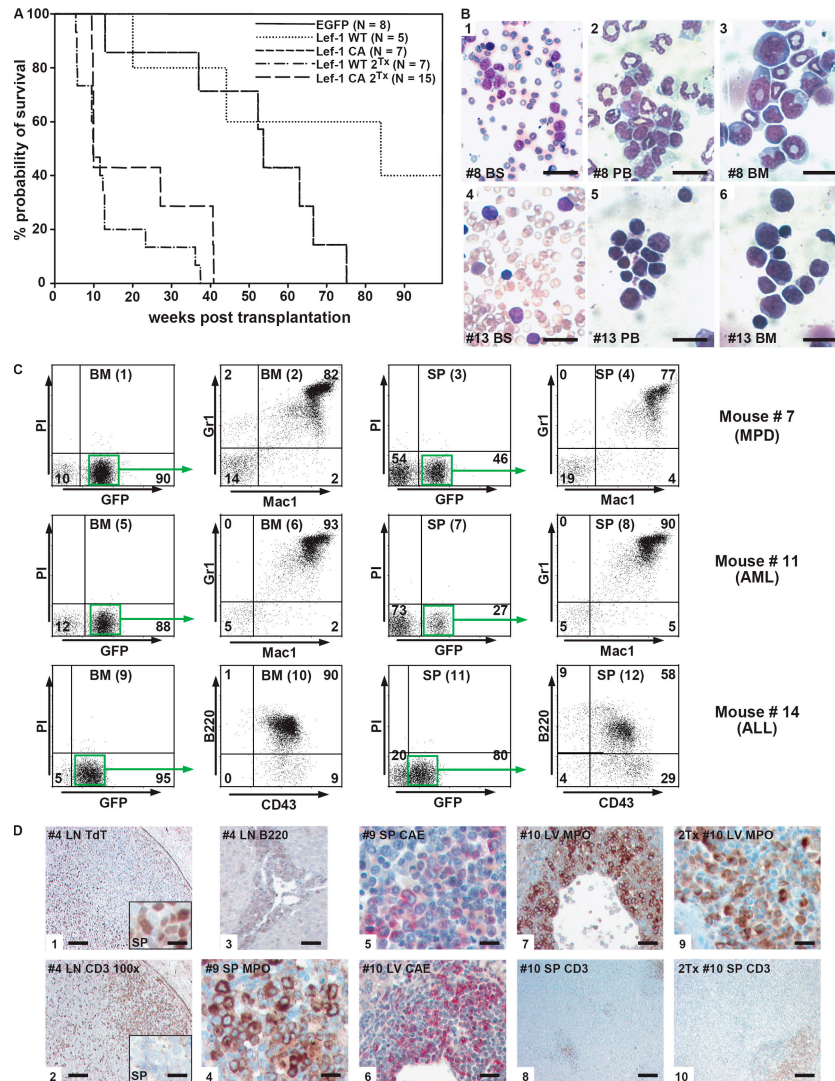 A
100
80
60
40
20
0
% probability of survival
0 10 20 30 40 50 60 70 80 90
weeks post transplantation
EGFP (N = 8)
Lef-1 WT (N = 5)
Lef-1 CA (N = 7)
Lef-1 WT 2Tx (N = 7)
Lef-1 CA 2Tx (N = 15)
B
1
#8 BS
2
#8 PB
3
#8 BM
4
#13 BS
5
#13 PB
6
#13 BM
C
BM (1)
PI
10 90
GFP
BM (2)
2 82
Gr1
14 2
Mac1
SP (3)
PI
54 46
GFP
SP (4)
0 77
Gr1
19 4
Mac1
Mouse # 7
(MPD)
BM (5)
PI
12 88
GFP
BM (6)
0 93
Gr1
5 2
Mac1
SP (7)
PI
73 27
GFP
SP (8)
0 90
Gr1
5 5
Mac1
Mouse # 11
(AML)
BM (9)
PI
5 95
GFP
BM (10)
1 90
B220
0 9
CD43
SP (11)
PI
20 80
GFP
SP (12)
9 58
B220
4 29
CD43
Mouse # 14
(ALL)
D
#4 LN TdT
SP
1
#4 LN B220
3
#9 SP CAE
5
#10 LV MPO
7
2Tx #10 LV MPO
9
#4 LN CD3 100x
SP
2
#9 SP MPO
4
#10 LV CAE
6
#10 SP CD3
8
2Tx #10 SP CD3
10